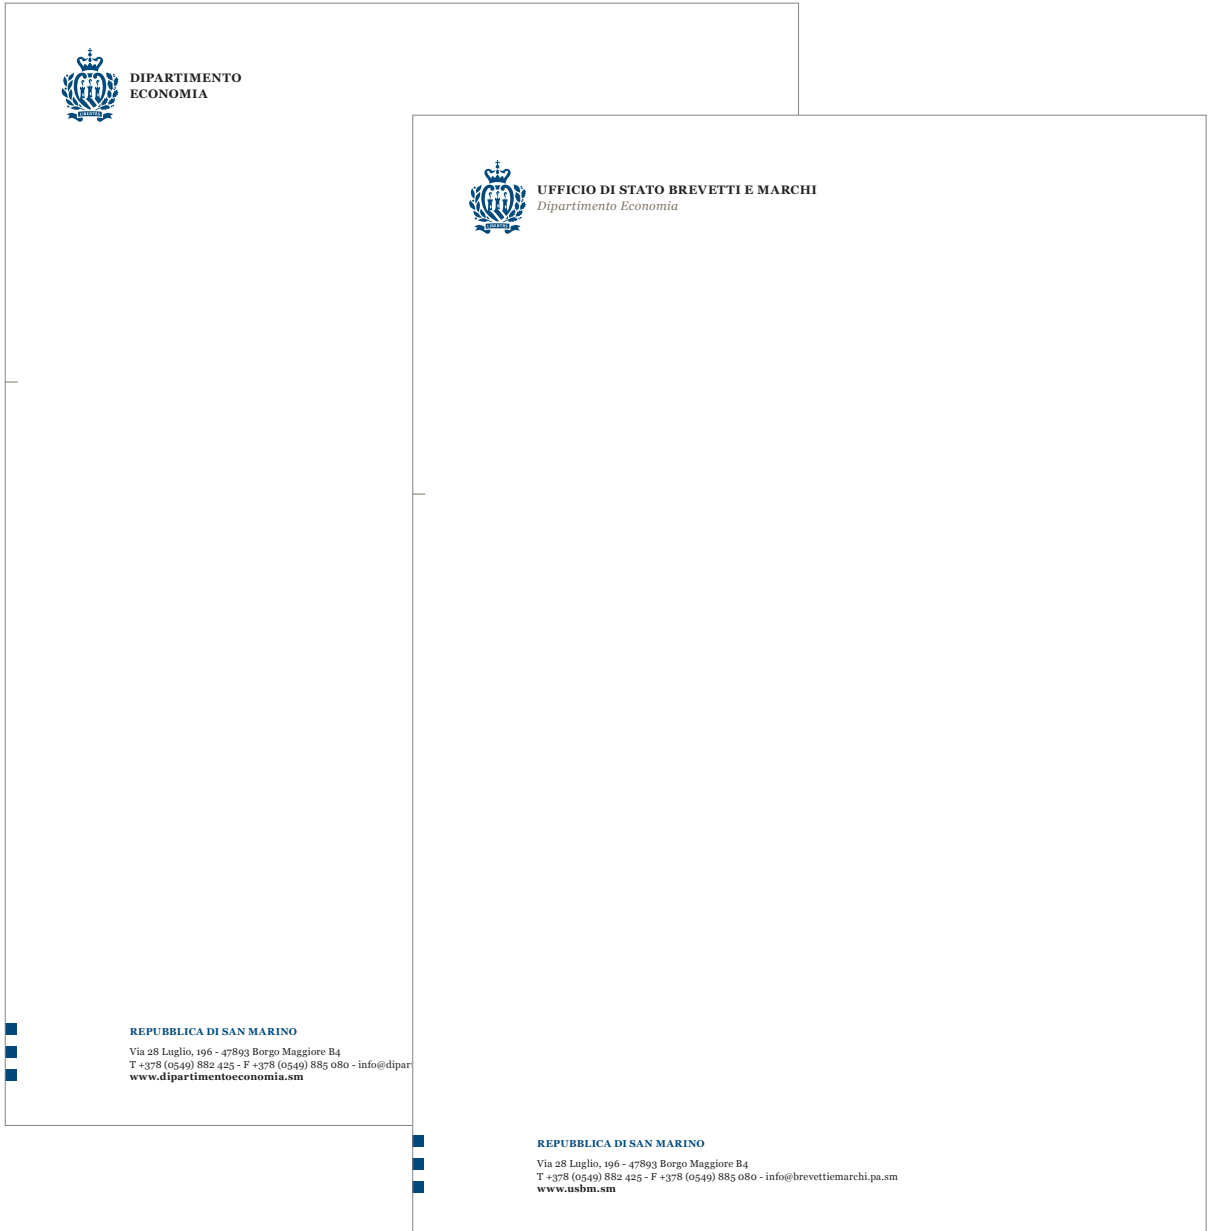 DIPARTIMENTO
ECONOMIA
REPUBBLICA DI SAN MARINO
Via 28 Luglio, 196 - 47893 Borgo Maggiore B4
T +378 (0549) 882 425 - F +378 (0549) 885 080 - info@dipar
www.dipartimentoeconomia.sm
UFFICIO DI STATO BREVETTI E MARCHI
Dipartimento Economia
REPUBBLICA DI SAN MARINO
Via 28 Luglio, 196 - 47893 Borgo Maggiore B4
T +378 (0549) 882 425 - F +378 (0549) 885 080 - info@brevettiemarchi.pa.sm
www.usbm.sm